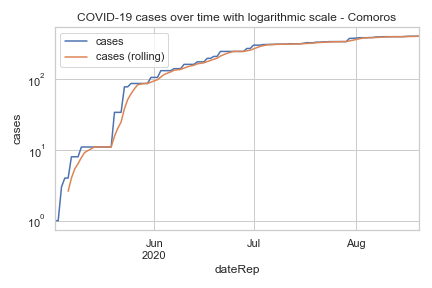 COVID-19 cases over time with logarithmic scale - Comoros
cases
cases (rolling)
10²
10¹
10⁰
cases
Jun
2020
Jul
Aug
dateRep